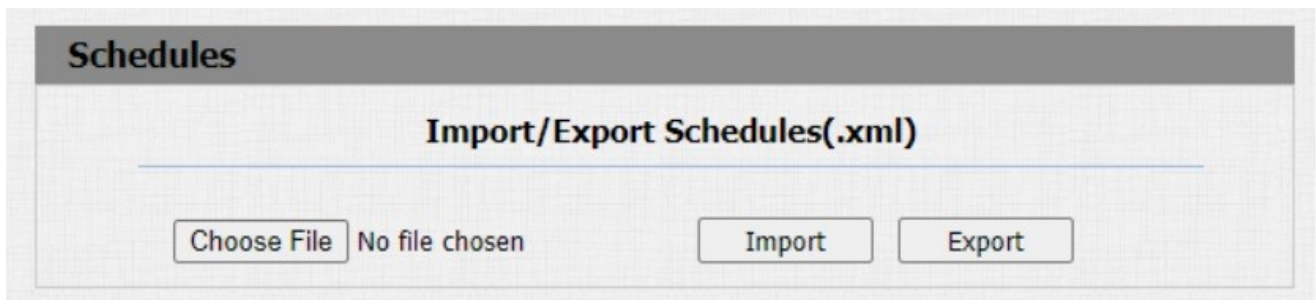 Schedules
Import/Export Schedules(.xml)
Choose File No file chosen Import Export